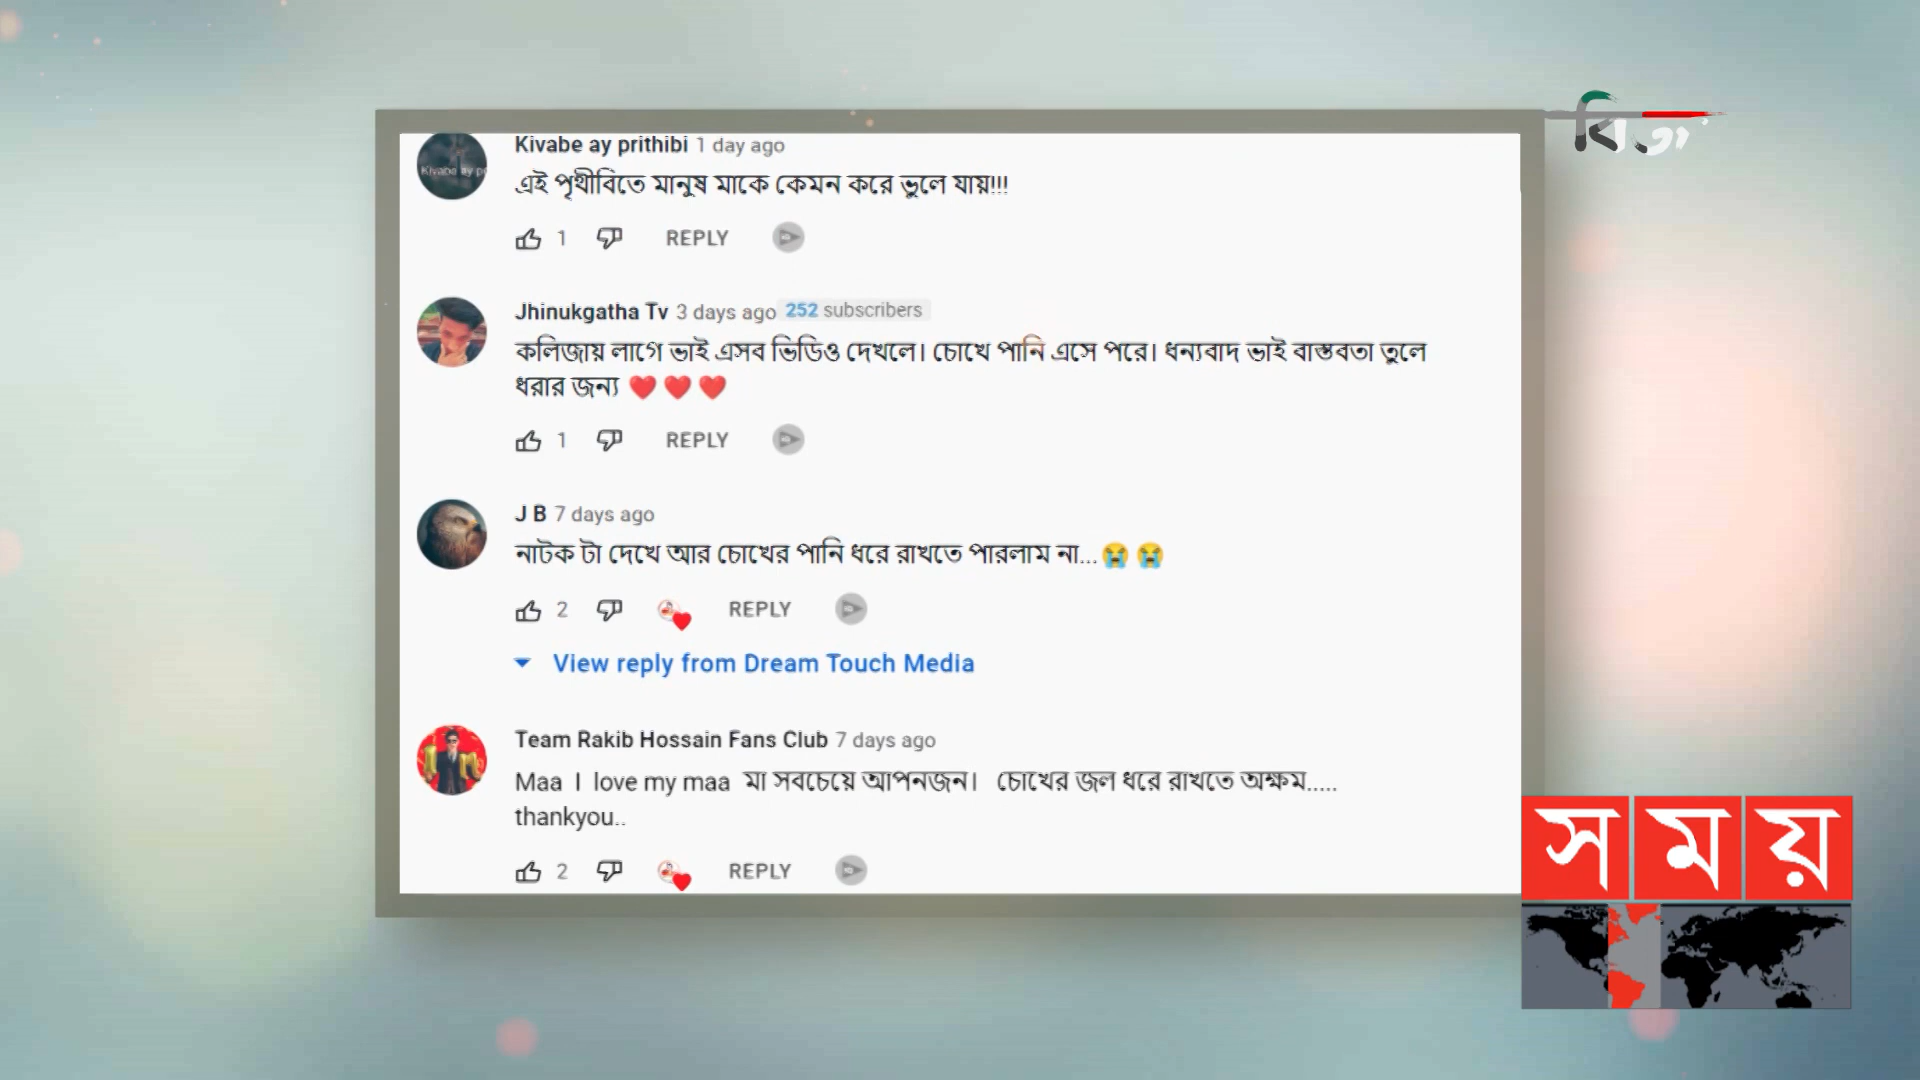 Kivabe ay prithibi 1 day ago
এই পৃথীবিতে মানুষ মাকে কেমন করে ভুলে যায়!!!
1 REPLY
Jhinukgatha Tv 3 days ago 252 subscribers
কলিজায় লাগে ভাই এসব ভিডিও দেখলে। চোখে পানি এসে পরে। ধন্যবাদ ভাই বাস্তবতা তুলে
ধরার জন্য ❤️ ❤️ ❤️
1 REPLY
J B 7 days ago
নাটক টা দেখে আর চোখের পানি ধরে রাখতে পারলাম না...😭 😭
2 REPLY
View reply from Dream Touch Media
Team Rakib Hossain Fans Club 7 days ago
Maa I love my maa মা সবচেয়ে আপনজন। চোখের জল ধরে রাখতে অক্ষম.....
thankyou..
2 REPLY
সময়